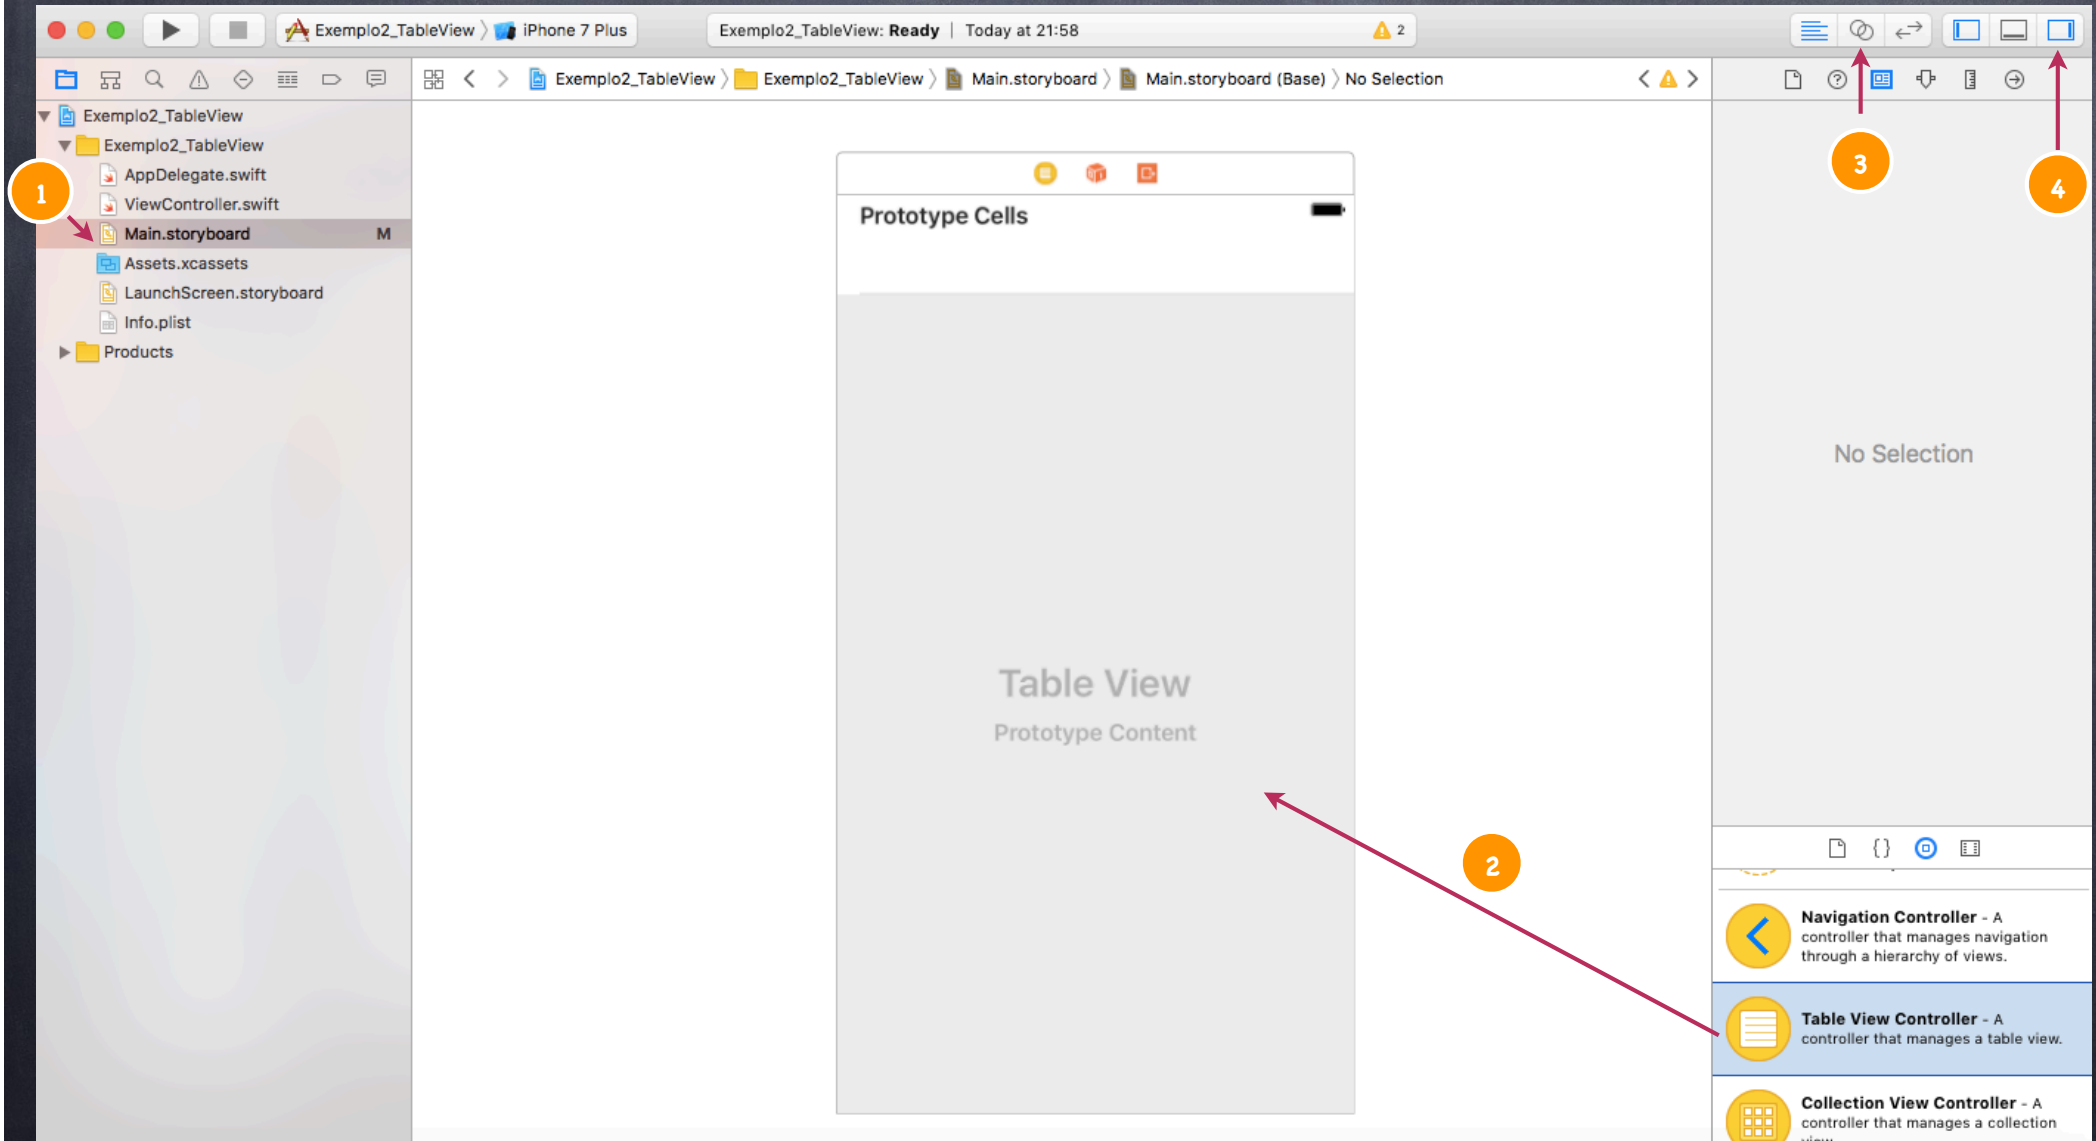 Exemplo2_TableView
iPhone 7 Plus
Exemplo2_TableView: Ready | Today at 21:58
2
Exemplo2_TableView
Exemplo2_TableView
Main.storyboard
Main.storyboard (Base)
No Selection
Exemplo2_TableView
Exemplo2_TableView
AppDelegate.swift
ViewController.swift
Main.storyboard M
Assets.xcassets
LaunchScreen.storyboard
Info.plist
Products
1
3
4
Prototype Cells
Table View
Prototype Content
2
No Selection
{}
Navigation Controller - A
controller that manages navigation
through a hierarchy of views.
Table View Controller - A
controller that manages a table view.
Collection View Controller - A
controller that manages a collection